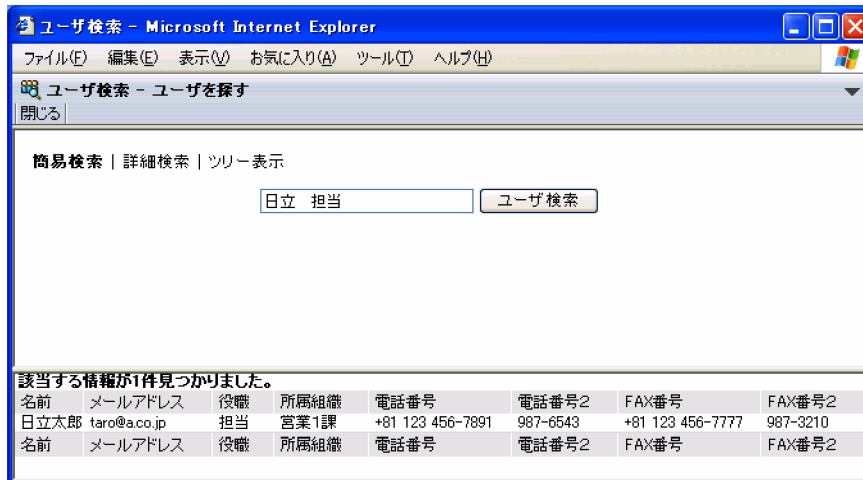 ユーザ検索 - Microsoft Internet Explorer
ファイル(F) 編集(E) 表示(V) お気に入り(A) ツール(T) ヘルプ(H)
ユーザ検索 - ユーザを探す
閉じる
簡易検索 | 詳細検索 | ツリー表示
日立　担当 ユーザ検索
該当する情報が1件見つかりました。
名前 メールアドレス 役職 所属組織 電話番号 電話番号2 FAX番号 FAX番号2
日立太郎 taro@a.co.jp 担当 営業1課 +81 123 456-7891 987-6543 +81 123 456-7777 987-3210
名前 メールアドレス 役職 所属組織 電話番号 電話番号2 FAX番号 FAX番号2